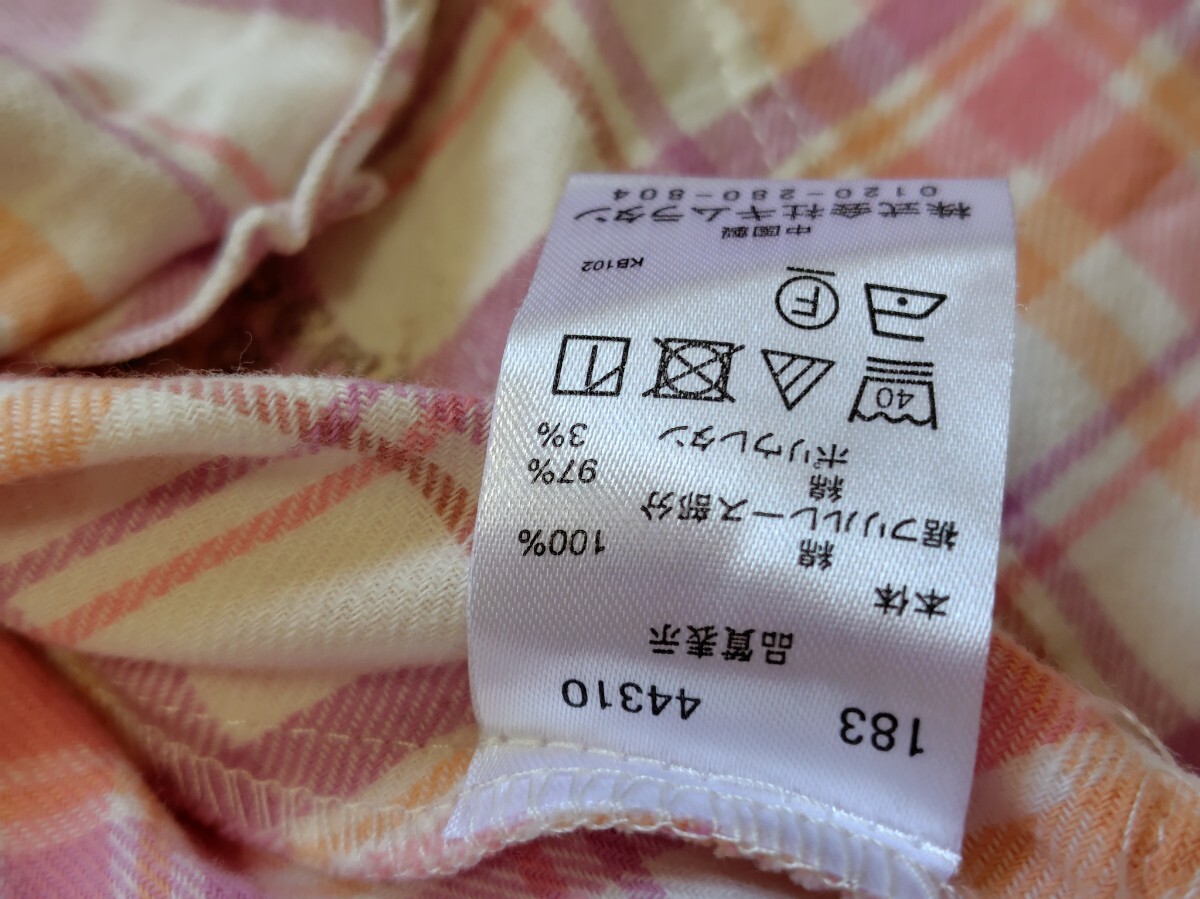 183 44310
品質表示
本体
綿 100%
裾フリルレース部分
綿 97%
ポリウレタン 3%
40
F
KB102
中国製
株式会社キムラタン
0120-280-804